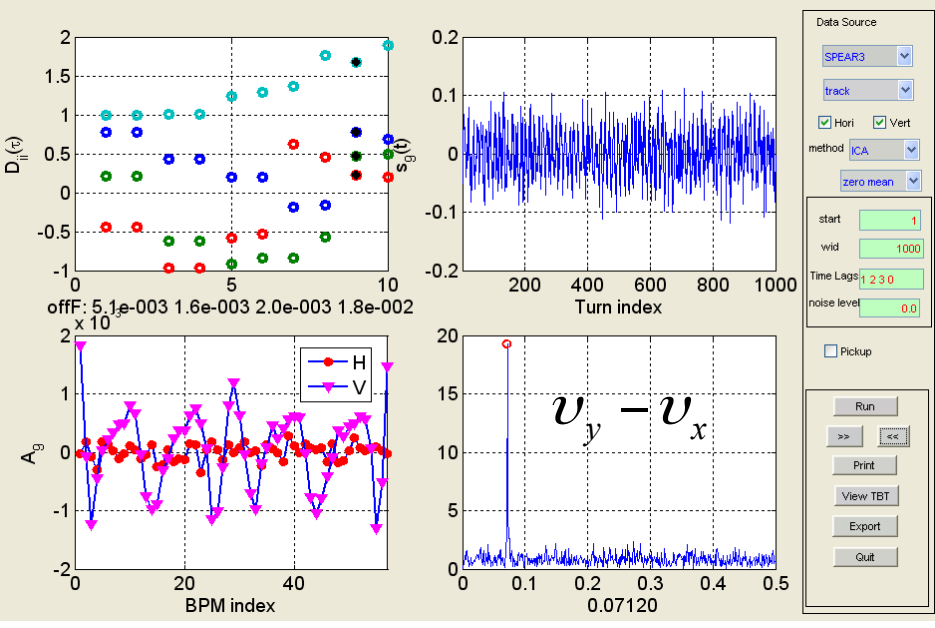 2
1.5
1
0.5
0
-0.5
-1
D_ii(τ)
0
5
10
offF: 5.1e-003 1.6e-003 2.0e-003 1.8e-002
0.2
0.1
0
-0.1
-0.2
s_9(t)
200 400 600 800 1000
Turn index
x 10^-3
2
1
0
-1
-2
A_9
H
V
0 20 40
BPM index
20
15
10
5
0
υ_y − υ_x
0 0.1 0.2 0.3 0.4 0.5
0.07120
Data Source
SPEAR3
track
Hori Vert
method ICA
zero mean
start 1
wid 1000
Time Lags 1 2 3 0
noise level 0.0
Pickup
Run
>> <<
Print
View TBT
Export
Quit